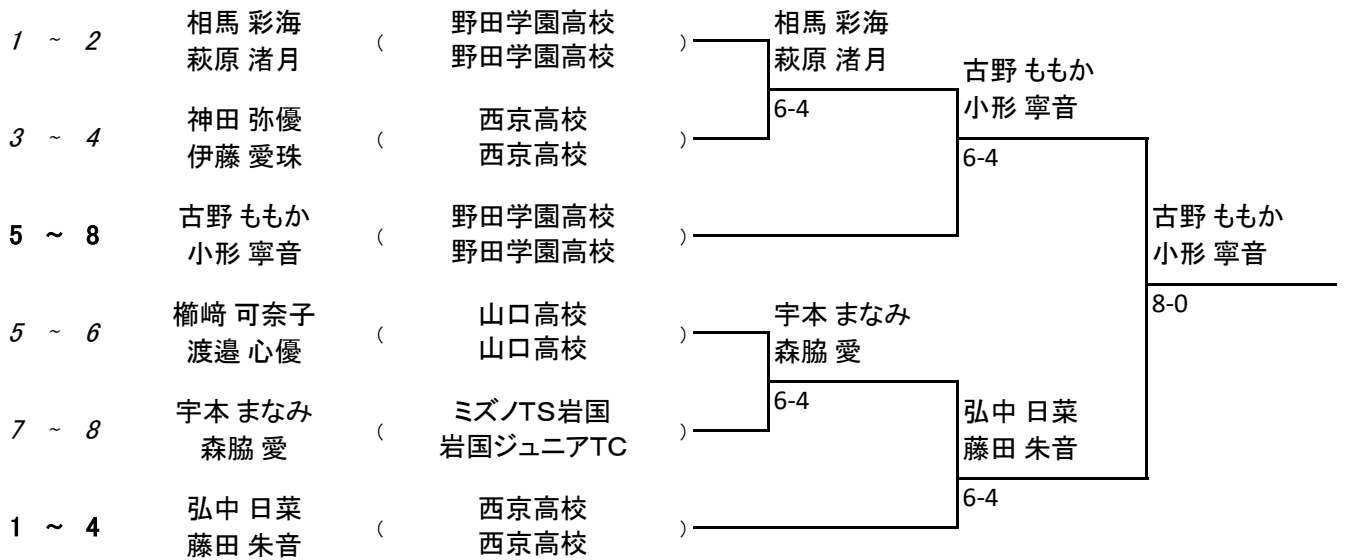 1 ~ 2 相馬 彩海 ( 野田学園高校 ) 相馬 彩海
萩原 渚月 野田学園高校 萩原 渚月
古野 ももか
小形 寧音
6-4
3 ~ 4 神田 弥優 ( 西京高校 )
伊藤 愛珠 西京高校
6-4
5 ~ 8 古野 ももか ( 野田学園高校 ) 古野 ももか
小形 寧音 野田学園高校 小形 寧音
8-0
5 ~ 6 櫛﨑 可奈子 ( 山口高校 ) 宇本 まなみ
渡邉 心優 山口高校 森脇 愛
6-4
7 ~ 8 宇本 まなみ ( ミズノTS岩国 ) 弘中 日菜
森脇 愛 岩国ジュニアTC 藤田 朱音
6-4
1 ~ 4 弘中 日菜 ( 西京高校 )
藤田 朱音 西京高校